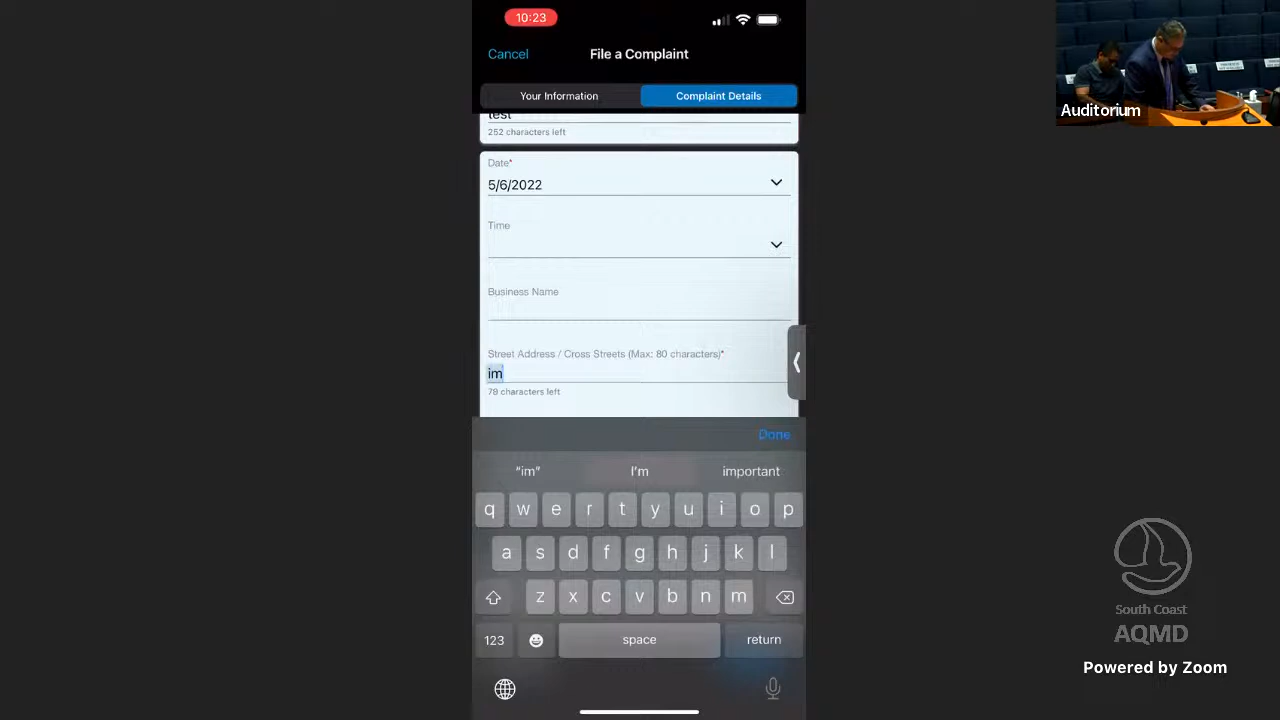 10:23
Cancel
File a Complaint
Your Information
Complaint Details
test
252 characters left
Date*
5/6/2022
Time
Business Name
Street Address / Cross Streets (Max: 80 characters)*
im
78 characters left
Done
"im"
I'm
important
q w e r t y u i o p
a s d f g h j k l
z x c v b n m
123
space
return
Auditorium
South Coast
AQMD
Powered by Zoom